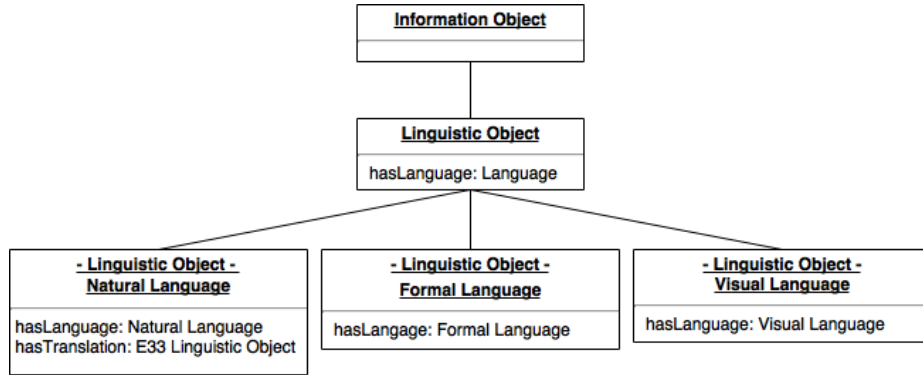 Information Object
Linguistic Object
hasLanguage: Language
- Linguistic Object -
Natural Language
hasLanguage: Natural Language
hasTranslation: E33 Linguistic Object
- Linguistic Object -
Formal Language
hasLangage: Formal Language
- Linguistic Object -
Visual Language
hasLanguage: Visual Language